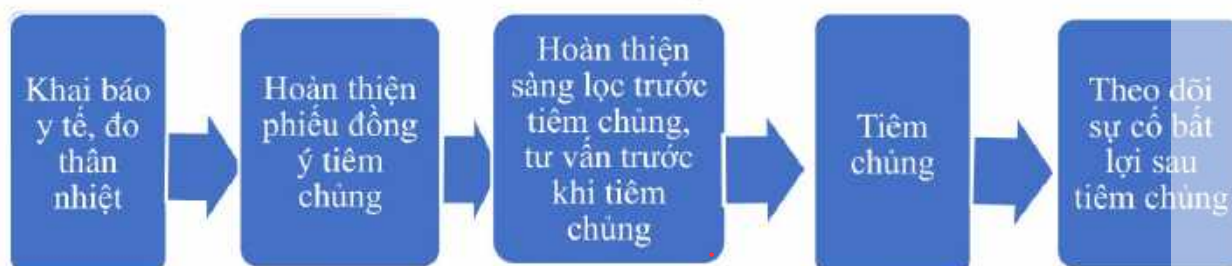 Khai báo
y tế, đo
thân
nhiệt
Hoàn thiện
phiếu đồng
ý tiêm
chủng
Hoàn thiện
sàng lọc trước
tiêm chủng,
tư vấn trước
khi tiêm
chủng
Tiêm
chủng
Theo dõi
sự cố bất
lợi sau
tiêm chủng